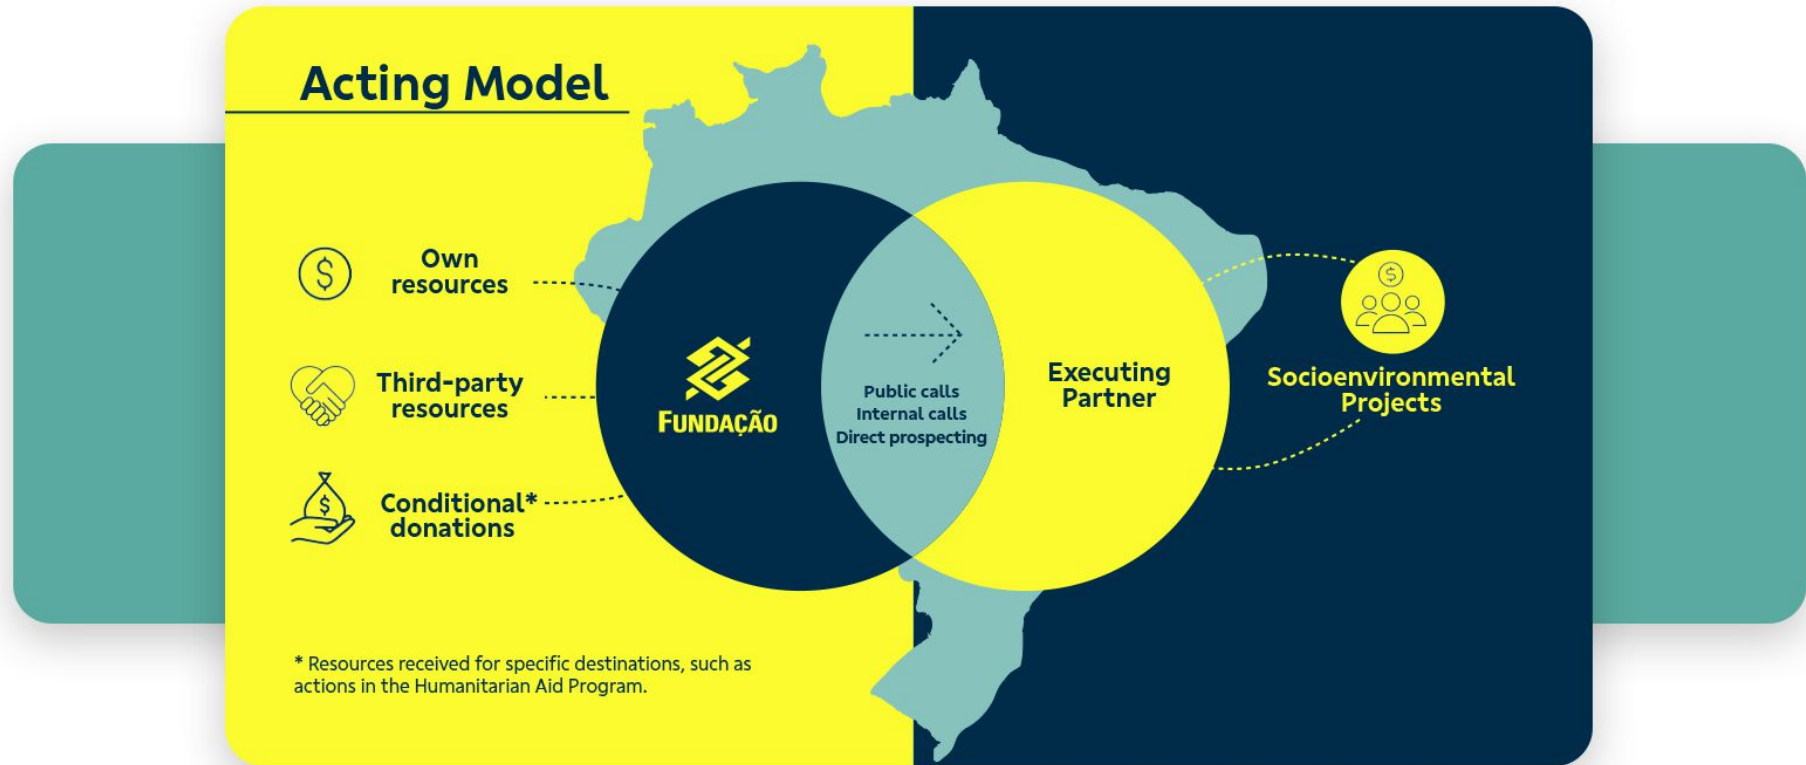 Acting Model
Own
resources
Third-party
resources
Conditional*
donations
FUNDAÇÃO
Public calls
Internal calls
Direct prospecting
Executing
Partner
Socioenvironmental
Projects
* Resources received for specific destinations, such as
actions in the Humanitarian Aid Program.